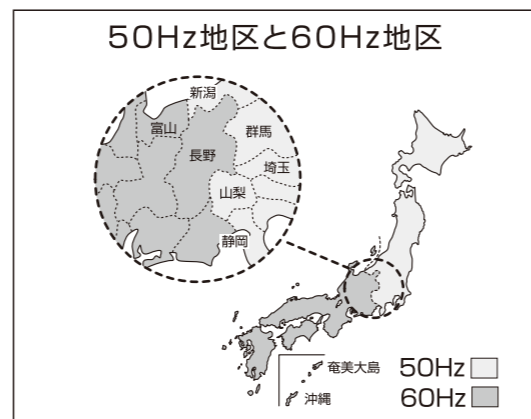 50Hz地区と60Hz地区
新潟
富山
群馬
長野
埼玉
山梨
静岡
奄美大島
沖縄
50Hz
60Hz